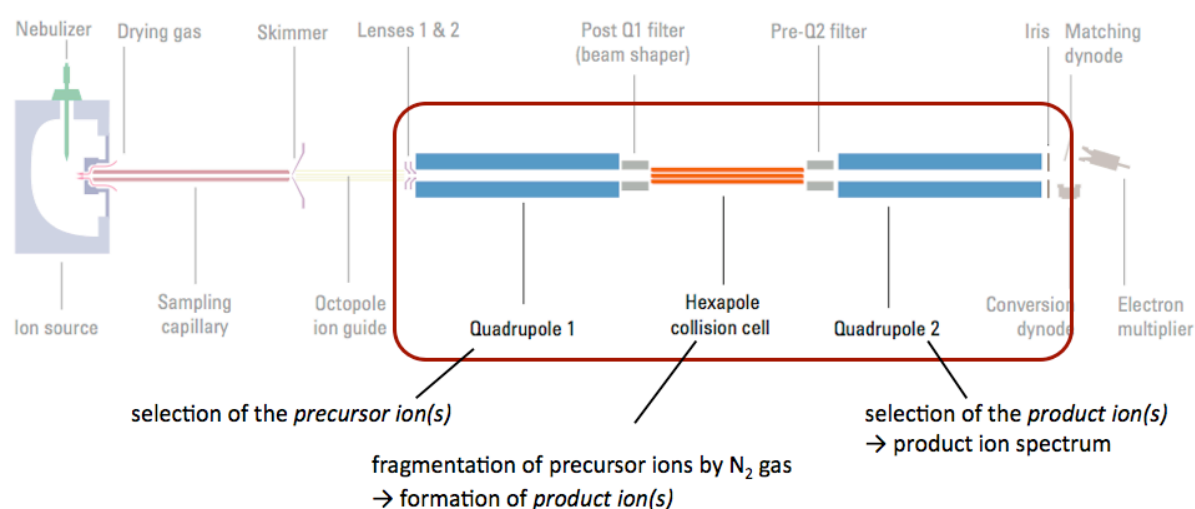 Nebulizer
Drying gas
Skimmer
Lenses 1 & 2
Post Q1 filter
(beam shaper)
Pre-Q2 filter
Iris
Matching
dynode
Ion source
Sampling
capillary
Octopole
ion guide
Quadrupole 1
Hexapole
collision cell
Quadrupole 2
Conversion
dynode
Electron
multiplier
selection of the precursor ion(s)
fragmentation of precursor ions by N₂ gas
→ formation of product ion(s)
selection of the product ion(s)
→ product ion spectrum